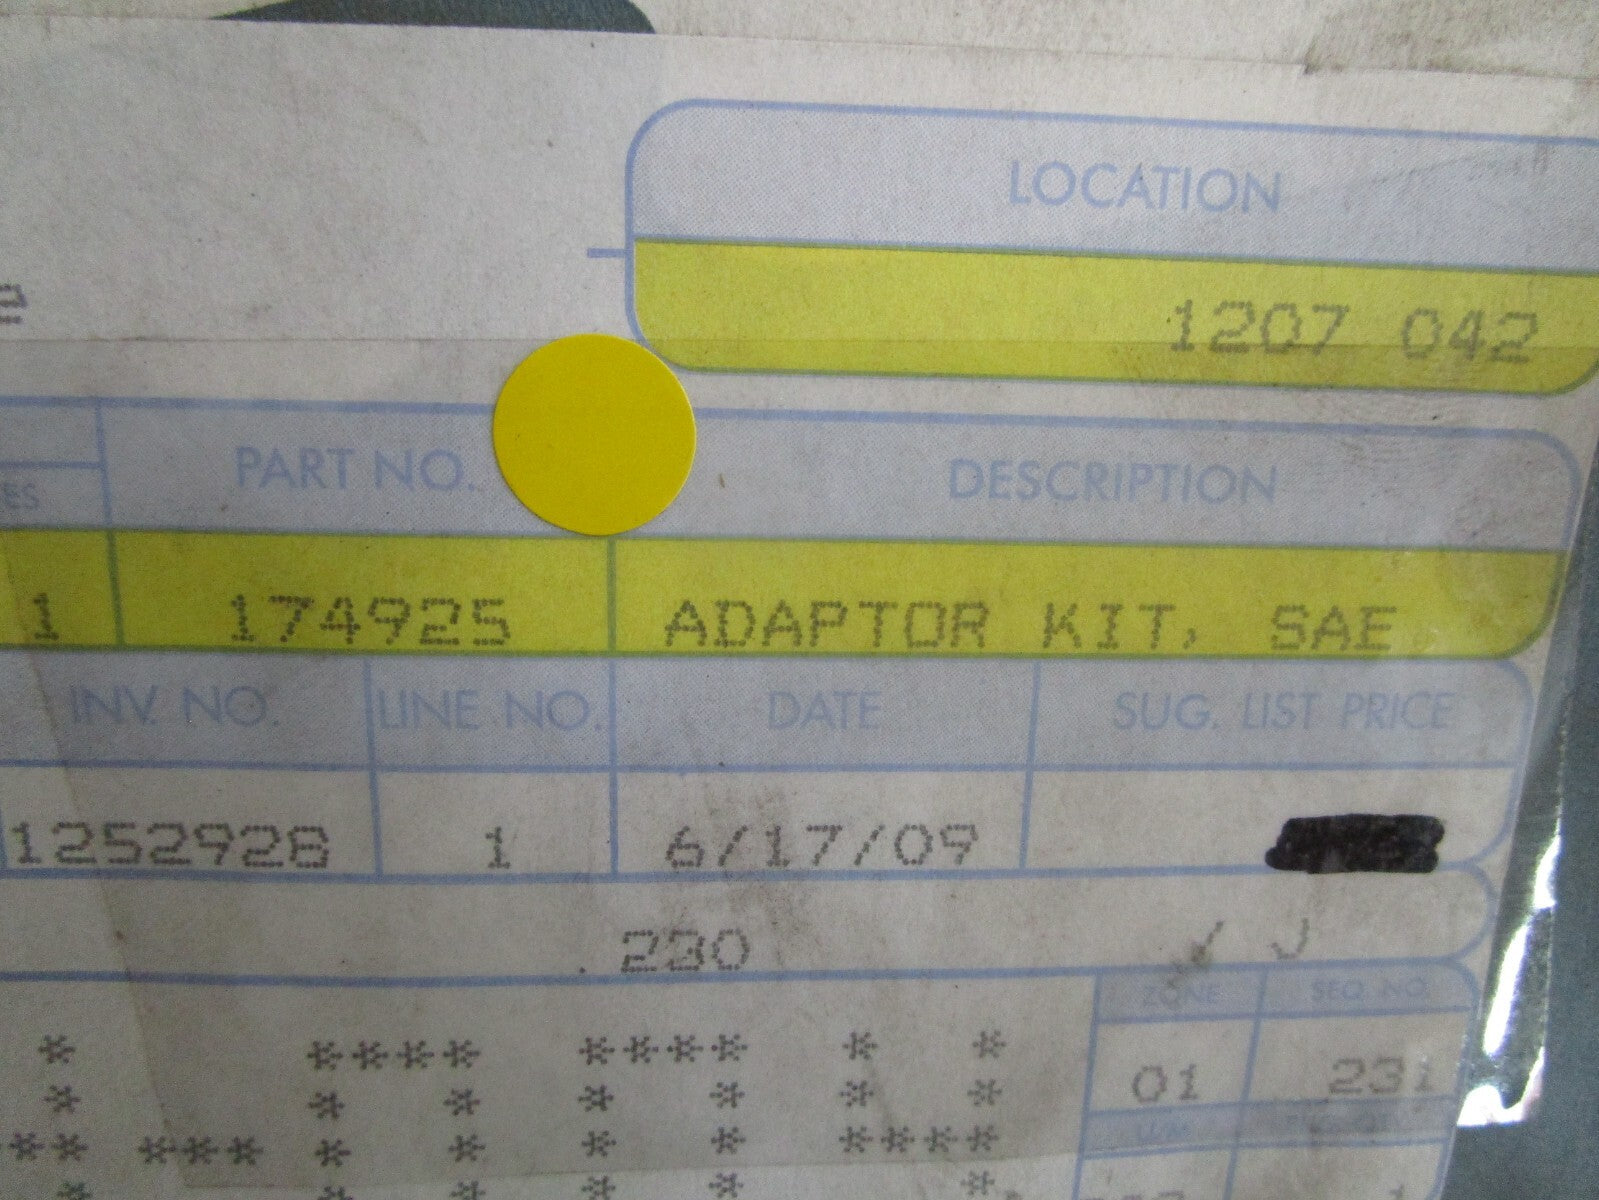 LOCATION
1207 042
PART NO. DESCRIPTION
ES
1 174925 ADAPTOR KIT, SAE
INV. NO. LINE NO. DATE SUG. LIST PRICE
1252928 1 6/17/09
230
ZONE SEQ. NO.
* **** **** * *
* * * * * * *
** *** * * * * ****
01 231
* * * * * *